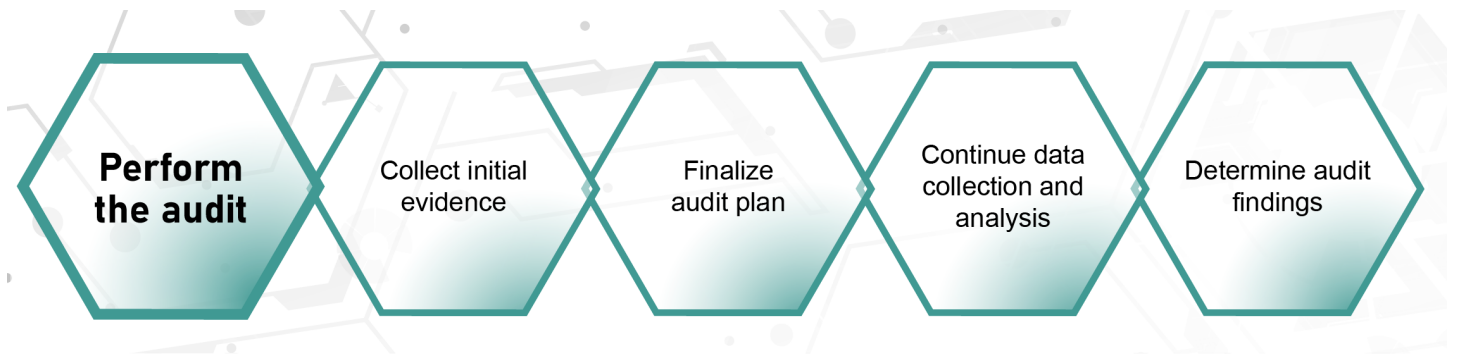 Perform
the audit
Collect initial
evidence
Finalize
audit plan
Continue data
collection and
analysis
Determine audit
findings